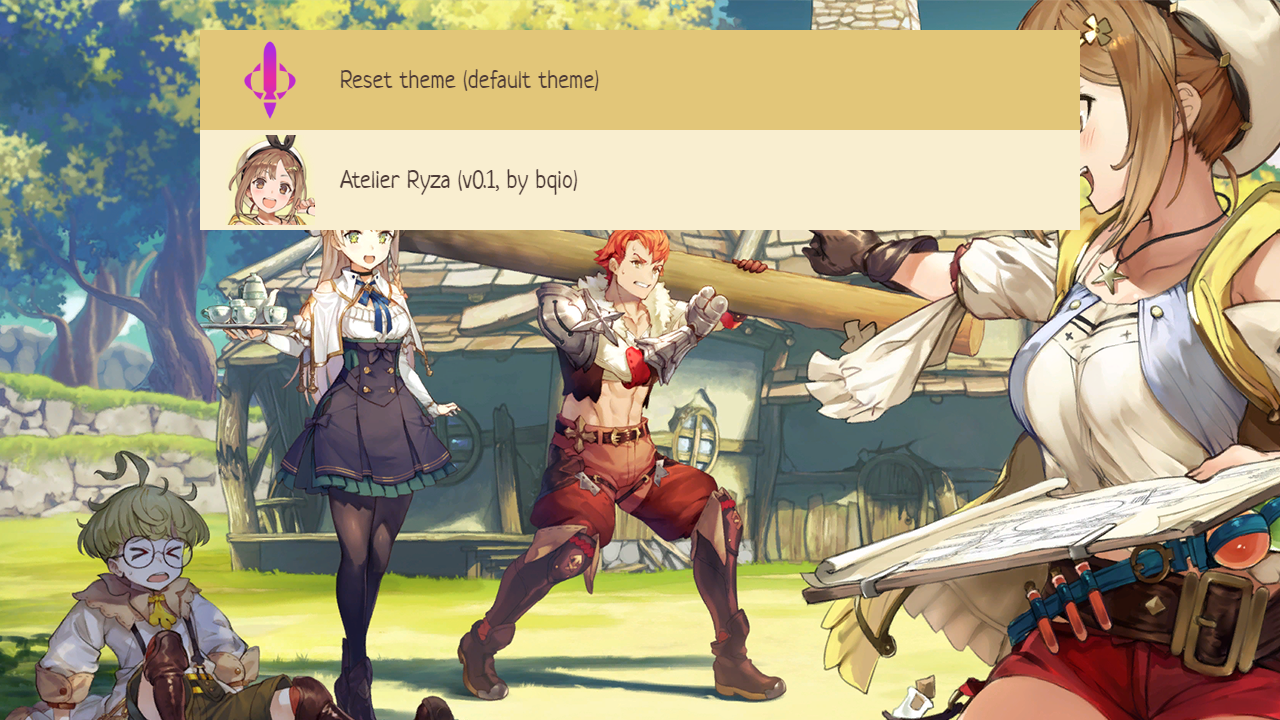 Reset theme (default theme)
Atelier Ryza (v0.1, by bqio)